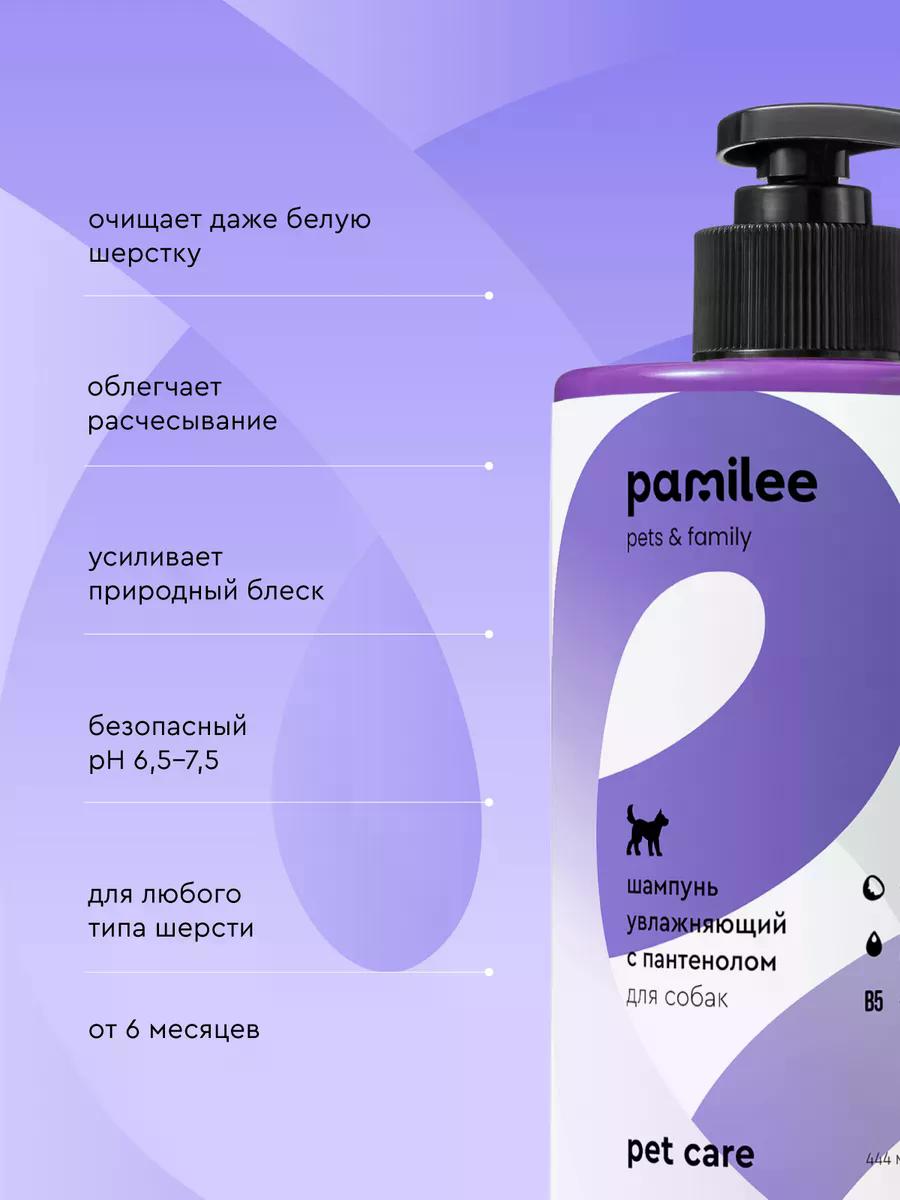 очищает даже белую
шерстку
облегчает
расчесывание
усиливает
природный блеск
безопасный
pH 6,5–7,5
для любого
типа шерсти
от 6 месяцев
pamilee
pets & family
шампунь
увлажняющий
с пантенолом
для собак
B5
pet care
444